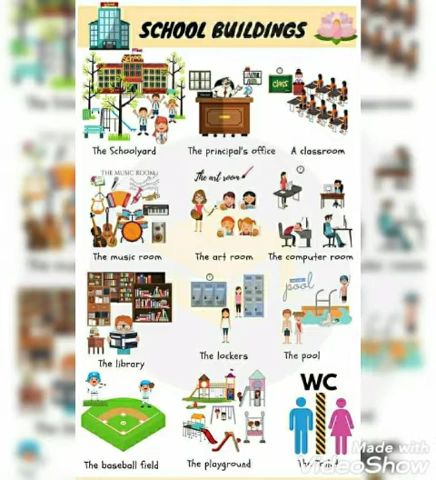 SCHOOL BUILDINGS
The Schoolyard
The principal's office
A classroom
THE MUSIC ROOM
The art room
The music room
The art room
The computer room
pool
The library
The lockers
The pool
WC
The baseball field
The playground
Made with
VideoShow